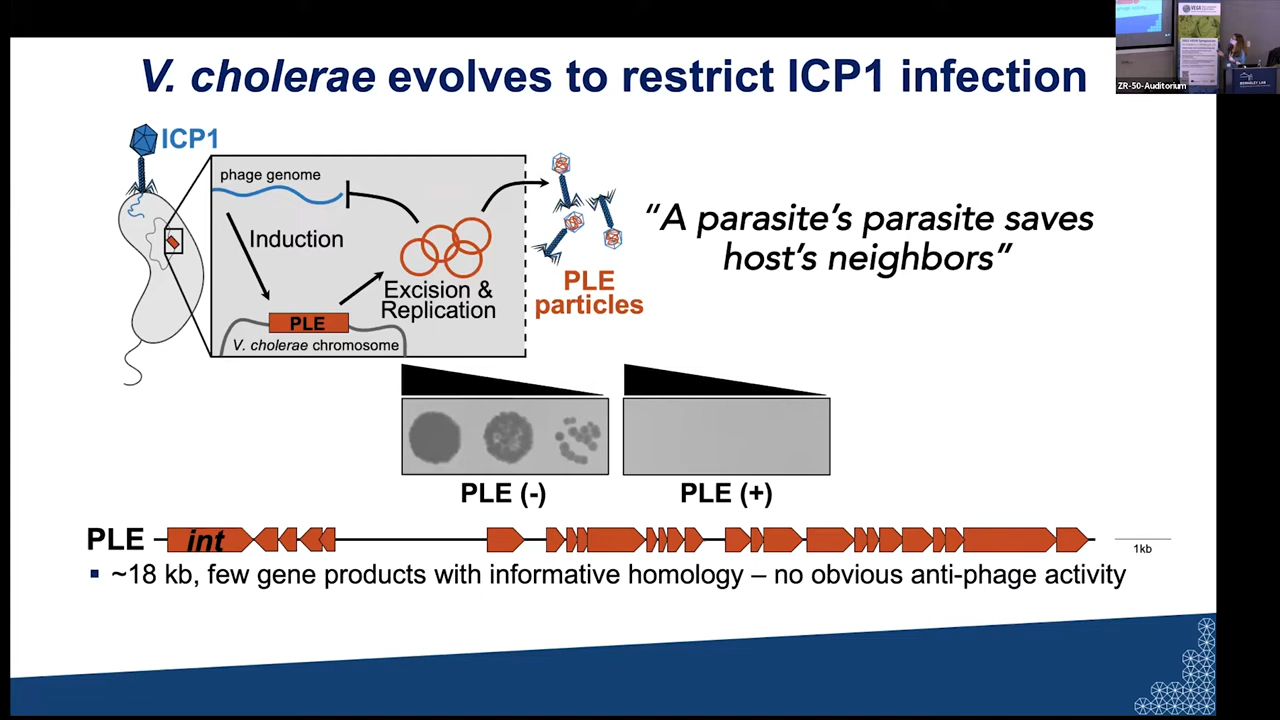 V. cholerae evolves to restrict ICP1 infection
ZR-50-Auditorium
BERKELEY LAB
ICP1
phage genome
Induction
Excision &
Replication
PLE
V. cholerae chromosome
PLE
particles
“A parasite’s parasite saves
host’s neighbors”
PLE (-)
PLE (+)
PLE
int
1kb
▪ ~18 kb, few gene products with informative homology – no obvious anti-phage activity